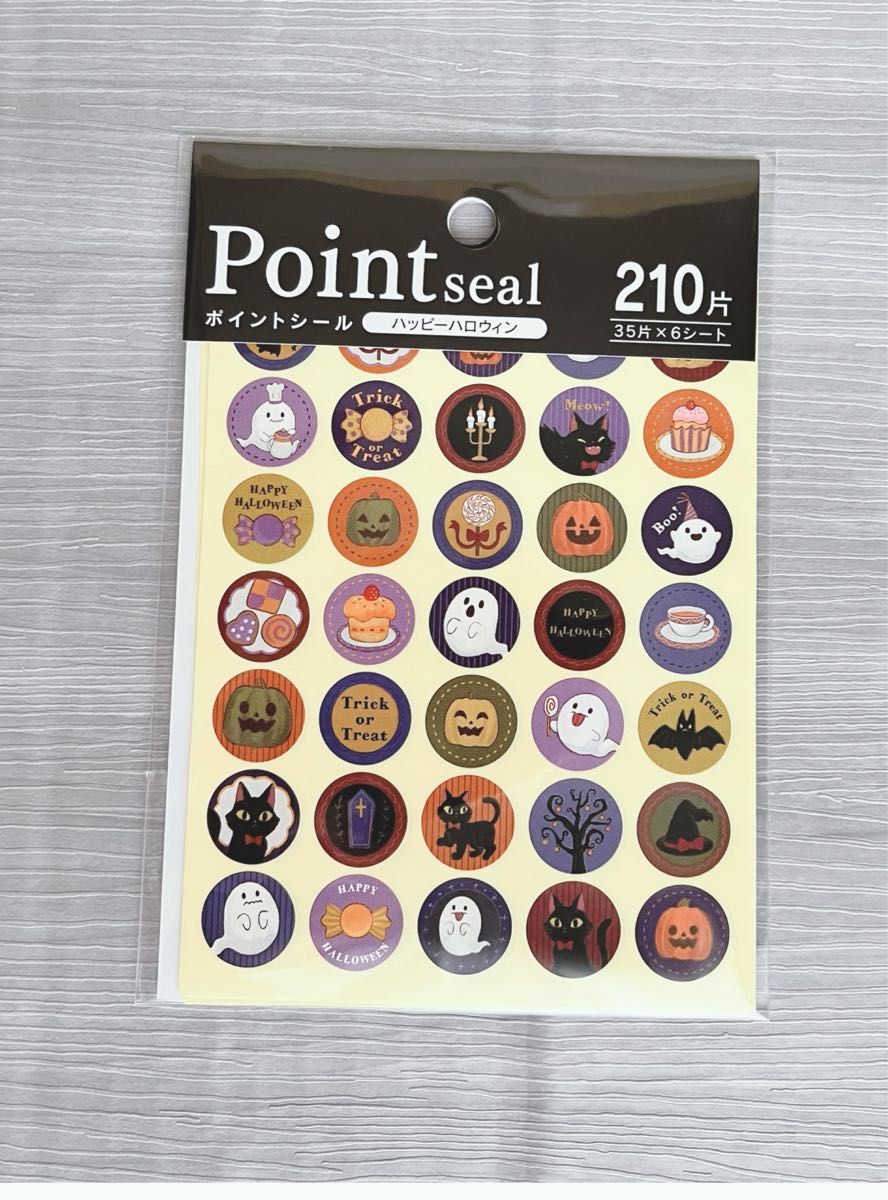 Point seal
210片
ポイントシール ハッピーハロウィン
35片×6シート
Trick
or
Treat
Meow!
HAPPY
HALLOWEEN
Boo!
HAPPY
HALLOWEEN
Trick
or
Treat
Trick or Treat
HAPPY
HALLOWEEN